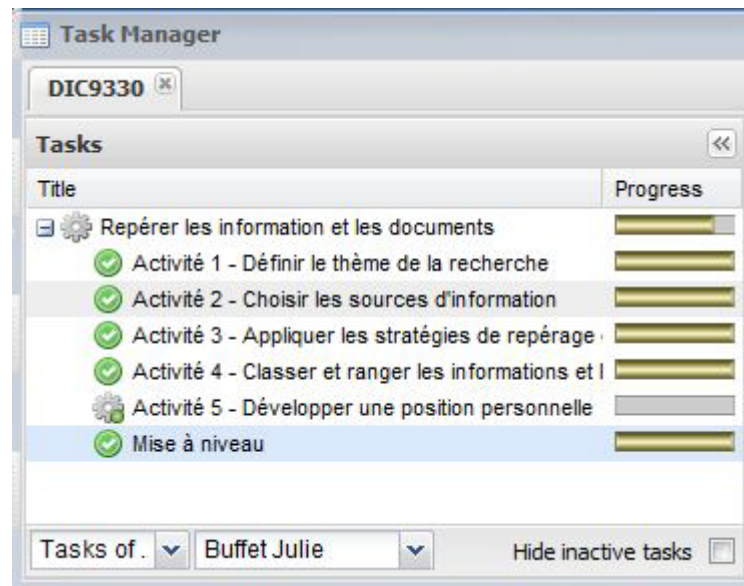 Task Manager
DIC9330
Tasks
Title Progress
Repérer les information et les documents
Activité 1 - Définir le thème de la recherche
Activité 2 - Choisir les sources d'information
Activité 3 - Appliquer les stratégies de repérage
Activité 4 - Classer et ranger les informations et
Activité 5 - Développer une position personnelle
Mise à niveau
Tasks of . Buffet Julie Hide inactive tasks